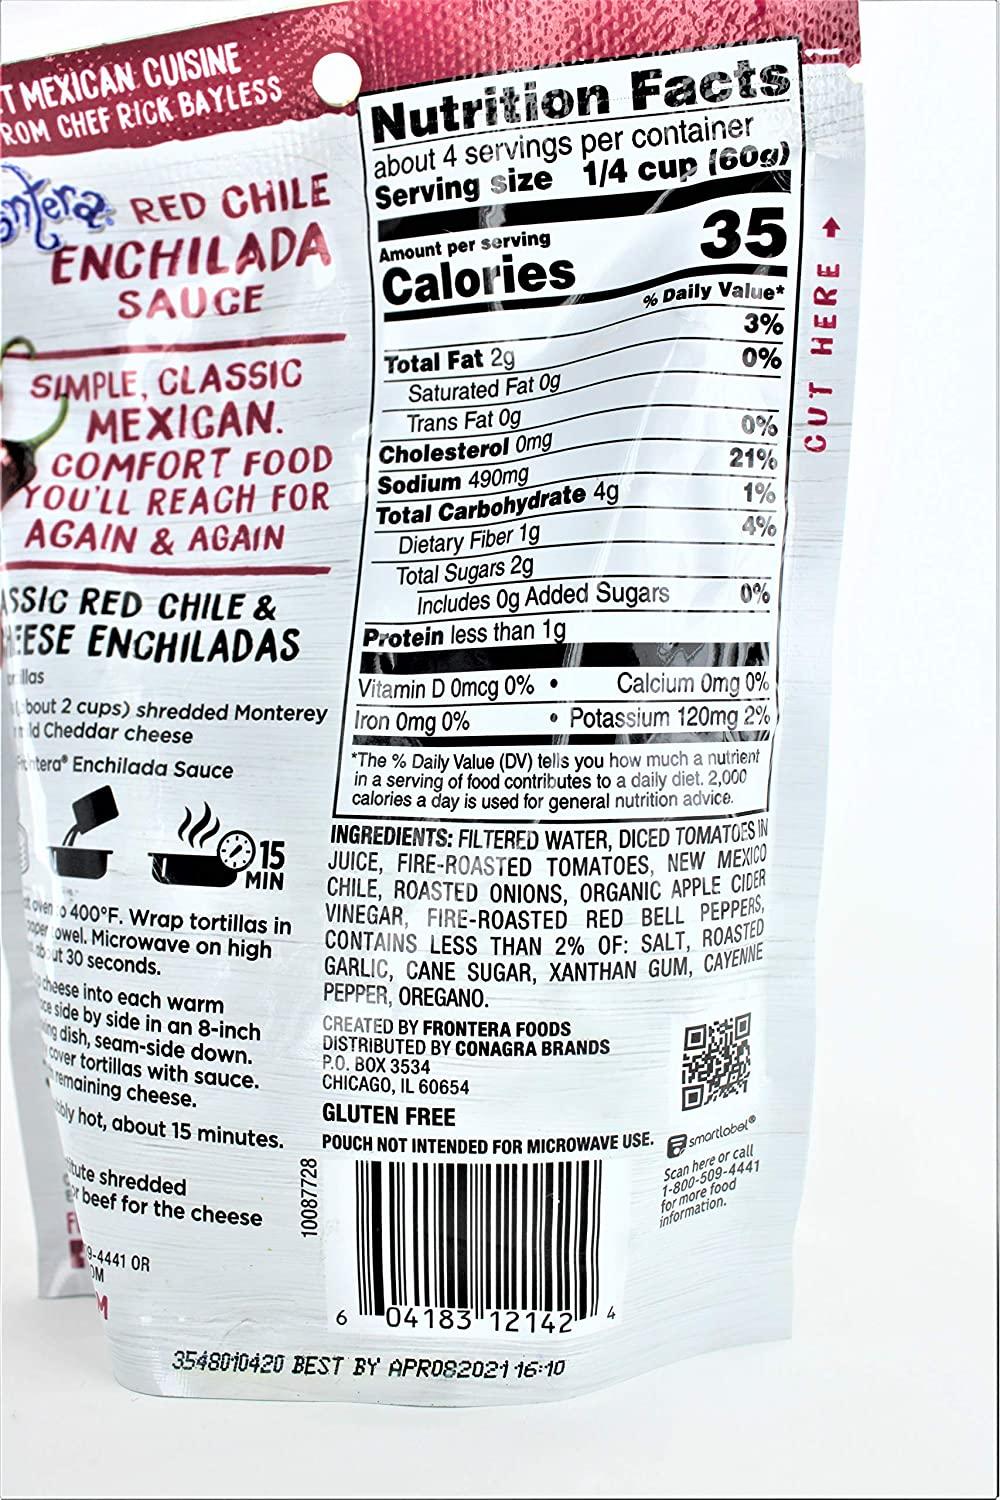 T MEXICAN CUISINE
ROM CHEF RICK BAYLESS
ntera®
RED CHILE
ENCHILADA
SAUCE
SIMPLE, CLASSIC
MEXICAN.
COMFORT FOOD
YOU'LL REACH FOR
AGAIN & AGAIN
ASSIC RED CHILE &
EESE ENCHILADAS
illas
bout 2 cups) shredded Monterey
ld Cheddar cheese
ntera® Enchilada Sauce
15
MIN
oven to 400°F. Wrap tortillas in
owel. Microwave on high
ut 30 seconds.
cheese into each warm
side by side in an 8-inch
dish, seam-side down.
cover tortillas with sauce.
remaining cheese.
bly hot, about 15 minutes.
tute shredded
or beef for the cheese
9-4441 OR
OM
M
Nutrition Facts
about 4 servings per container
Serving size 1/4 cup (60g)
Amount per serving
Calories 35
% Daily Value*
Total Fat 2g 3%
Saturated Fat 0g 0%
Trans Fat 0g
Cholesterol 0mg 0%
Sodium 490mg 21%
Total Carbohydrate 4g 1%
Dietary Fiber 1g 4%
Total Sugars 2g
Includes 0g Added Sugars 0%
Protein less than 1g
Vitamin D 0mcg 0% • Calcium 0mg 0%
Iron 0mg 0% • Potassium 120mg 2%
*The % Daily Value (DV) tells you how much a nutrient
in a serving of food contributes to a daily diet. 2,000
calories a day is used for general nutrition advice.
CUT HERE
INGREDIENTS: FILTERED WATER, DICED TOMATOES IN
JUICE, FIRE-ROASTED TOMATOES, NEW MEXICO
CHILE, ROASTED ONIONS, ORGANIC APPLE CIDER
VINEGAR, FIRE-ROASTED RED BELL PEPPERS,
CONTAINS LESS THAN 2% OF: SALT, ROASTED
GARLIC, CANE SUGAR, XANTHAN GUM, CAYENNE
PEPPER, OREGANO.
CREATED BY FRONTERA FOODS
DISTRIBUTED BY CONAGRA BRANDS
P.O. BOX 3534
CHICAGO, IL 60654
GLUTEN FREE
POUCH NOT INTENDED FOR MICROWAVE USE.
smartlabel®
Scan here or call
1-800-509-4441
for more food
information.
10087728
6 04183 12142 4
3548010420 BEST BY APR082021 16:10